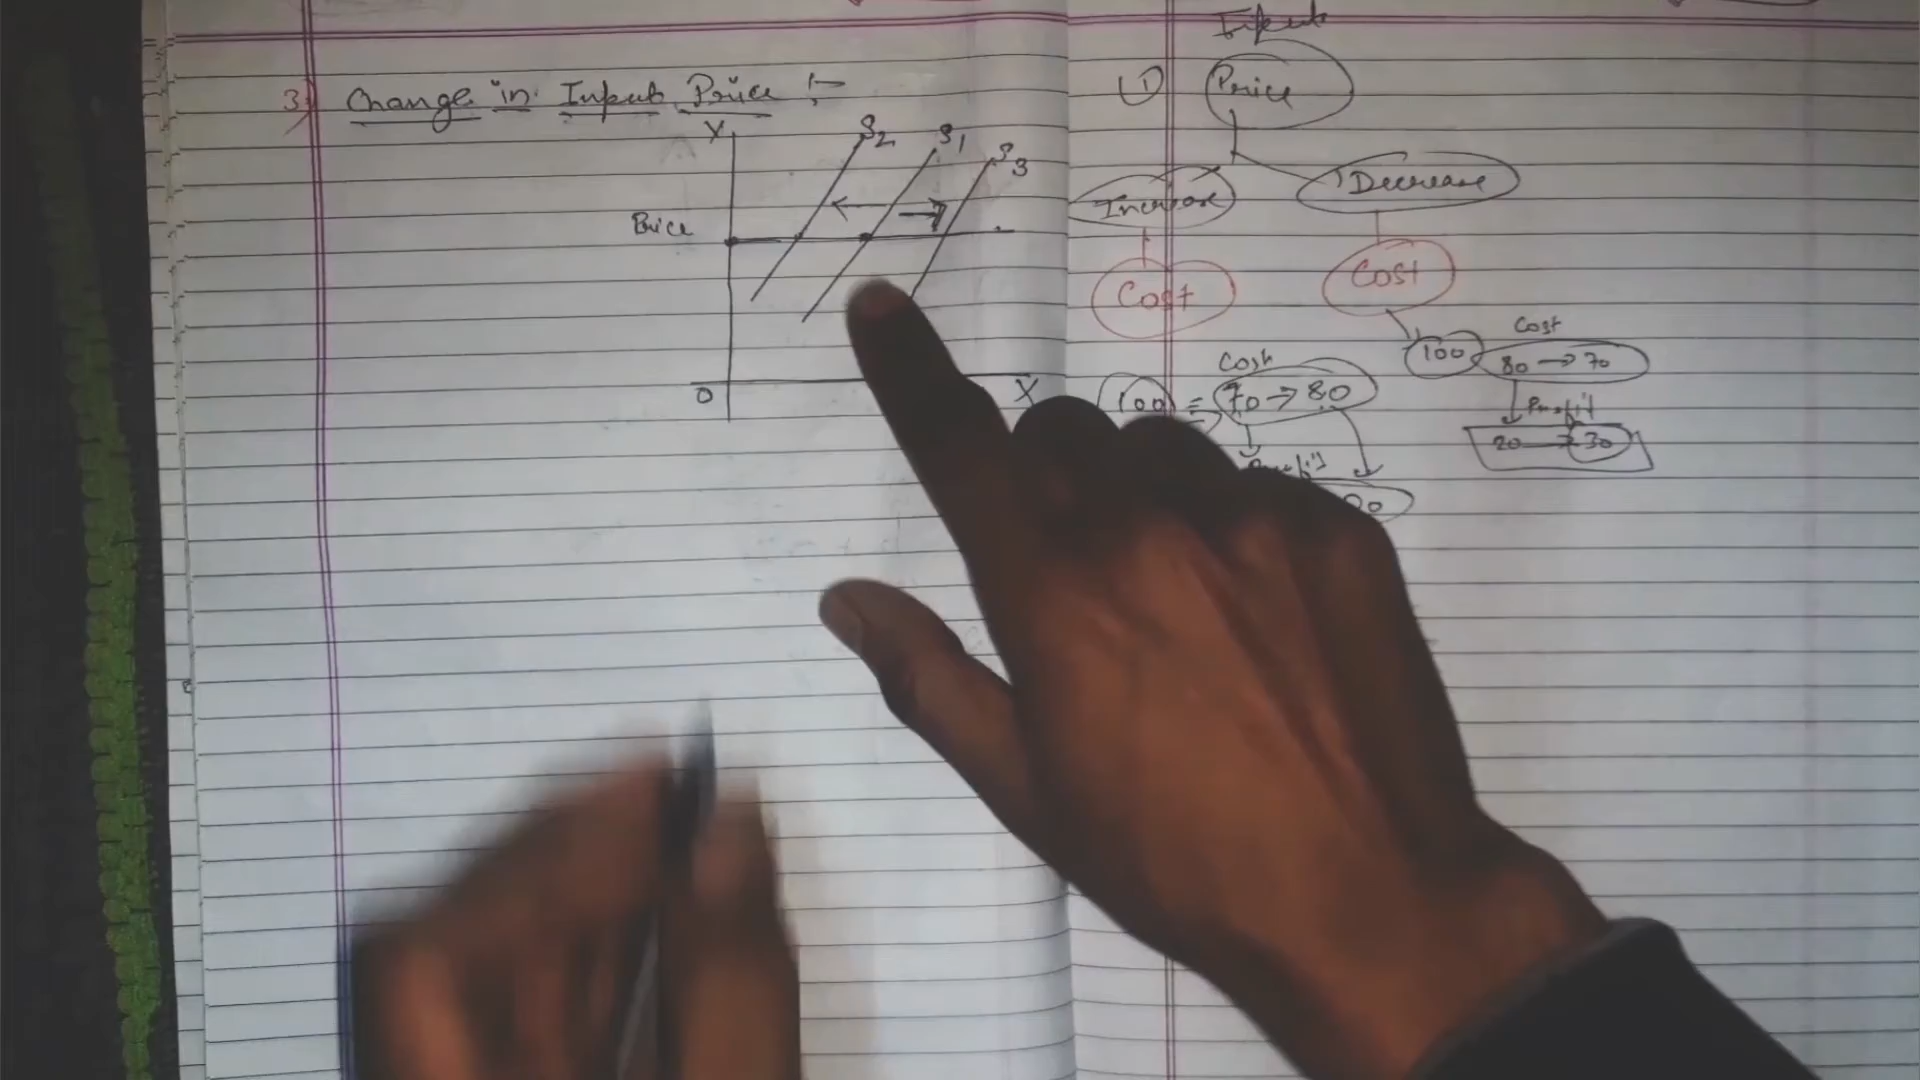 3) Change in Input Price :-
Y
S2
S1
S3
Price
O
X
Input
① Price
Increase
Decrease
Cost
Cost
Cost
100
80 → 70
Profit
20 → 30
Cost
100 = 70 → 80
Profit